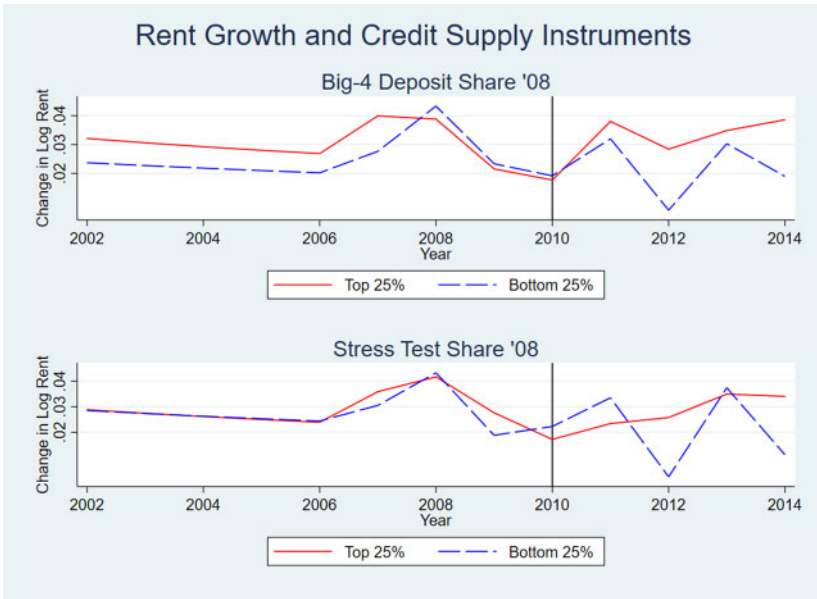 Rent Growth and Credit Supply Instruments
Big-4 Deposit Share '08
Change in Log Rent
.04
.03
.02
2002 2004 2006 2008 2010 2012 2014
Year
Top 25% Bottom 25%
Stress Test Share '08
Change in Log Rent
.04
.03
.02
2002 2004 2006 2008 2010 2012 2014
Year
Top 25% Bottom 25%